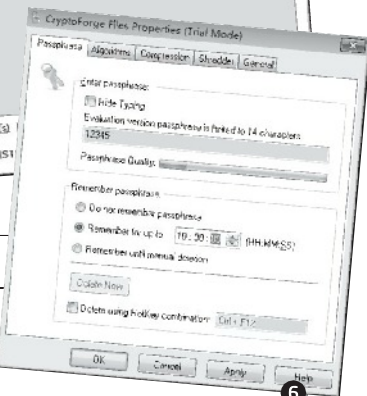 CryptoForge Files Properties (Trial Mode)
Passphrase Algorithms Compression Shredder General
Enter passphrase:
Hide Typing
Evaluation version passphrase is limited to 14 characters
12345
Passphrase Quality:
Remember passphrase
Do not remember passphrase
Remember for up to (HH:MM:SS)
Remember until manual deletion
Delete Now
Delete using HotKey combination: Ctrl + F12
OK Cancel Apply Help
6